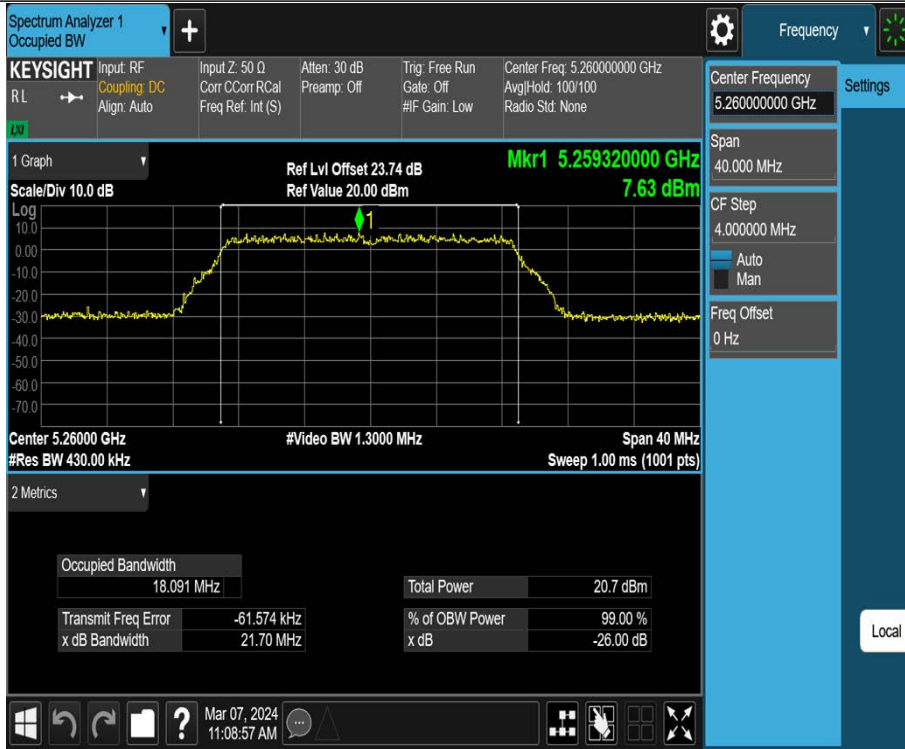 Spectrum Analyzer 1
Occupied BW
+
Frequency
KEYSIGHT
R L
LXI
Input: RF
Coupling: DC
Align: Auto
Input Z: 50 Ω
Corr CCorr RCal
Freq Ref: Int (S)
Atten: 30 dB
Preamp: Off
Trig: Free Run
Gate: Off
#IF Gain: Low
Center Freq: 5.260000000 GHz
Avg|Hold: 100/100
Radio Std: None
Center Frequency
5.260000000 GHz
Settings
Span
40.000 MHz
CF Step
4.000000 MHz
Auto
Man
Freq Offset
0 Hz
Local
1 Graph
Scale/Div 10.0 dB
Ref Lvl Offset 23.74 dB
Ref Value 20.00 dBm
Mkr1 5.259320000 GHz
7.63 dBm
Log
10.0
0.00
-10.0
-20.0
-30.0
-40.0
-50.0
-60.0
-70.0
1
Center 5.26000 GHz
#Res BW 430.00 kHz
#Video BW 1.3000 MHz
Span 40 MHz
Sweep 1.00 ms (1001 pts)
2 Metrics
Occupied Bandwidth
18.091 MHz
Total Power 20.7 dBm
Transmit Freq Error -61.574 kHz
% of OBW Power 99.00 %
x dB Bandwidth 21.70 MHz
x dB -26.00 dB
?
Mar 07, 2024
11:08:57 AM